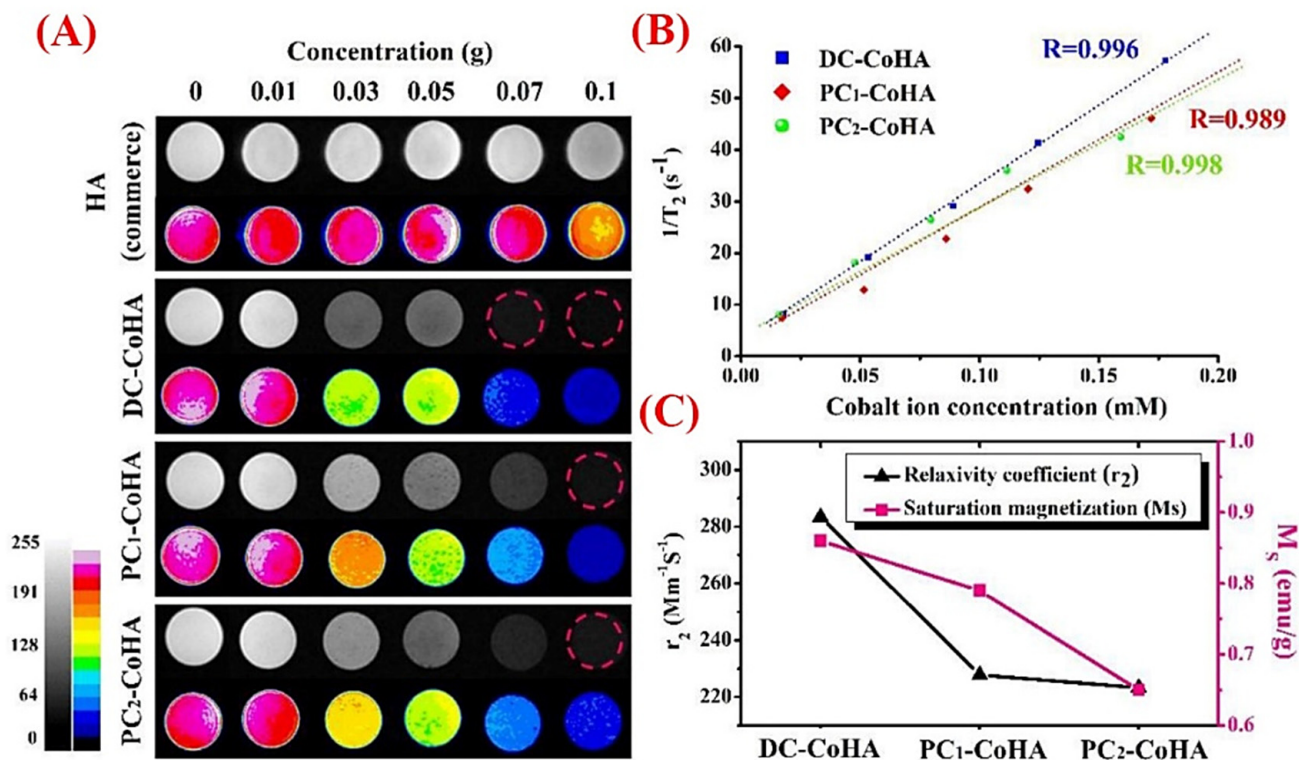 (A)
Concentration (g)
0 0.01 0.03 0.05 0.07 0.1
HA
(commerce)
DC-CoHA
PC₁-CoHA
PC₂-CoHA
255
191
128
64
0
(B)
60
50
40
30
20
10
0
1/T₂ (s⁻¹)
DC-CoHA
PC₁-CoHA
PC₂-CoHA
R=0.996
R=0.989
R=0.998
0.00 0.05 0.10 0.15 0.20
Cobalt ion concentration (mM)
(C)
300
280
260
240
220
r₂ (Mm⁻¹S⁻¹)
Relaxivity coefficient (r₂)
Saturation magnetization (Ms)
1.0
0.9
0.8
0.7
0.6
M_S (emu/g)
DC-CoHA PC₁-CoHA PC₂-CoHA